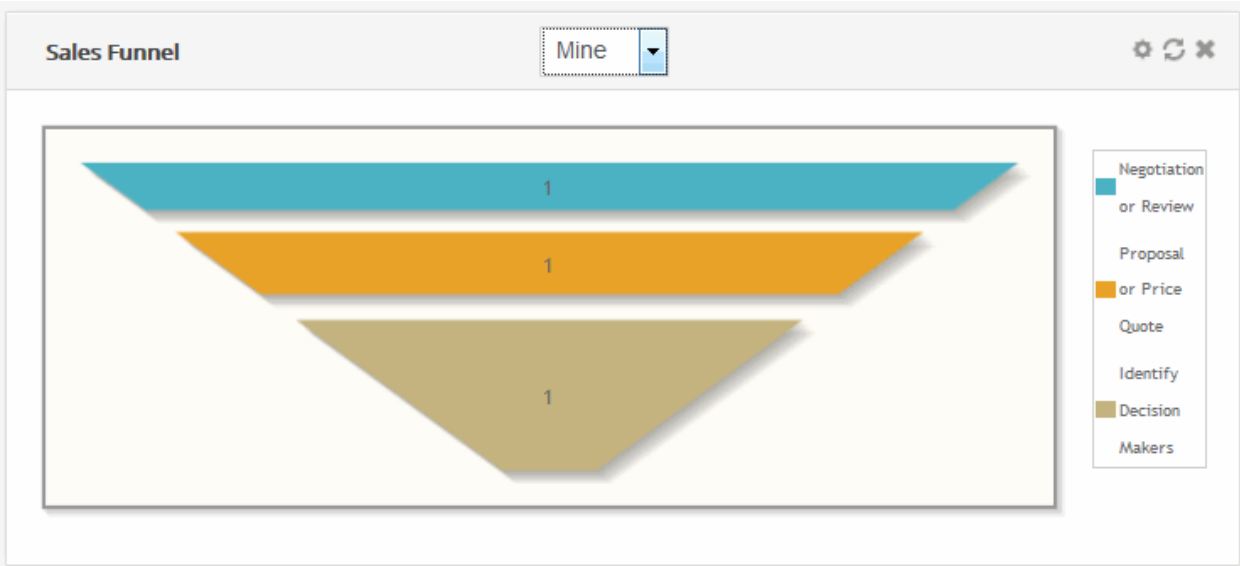 Sales Funnel
Mine
1
1
1
Negotiation
or Review
Proposal
or Price
Quote
Identify
Decision
Makers